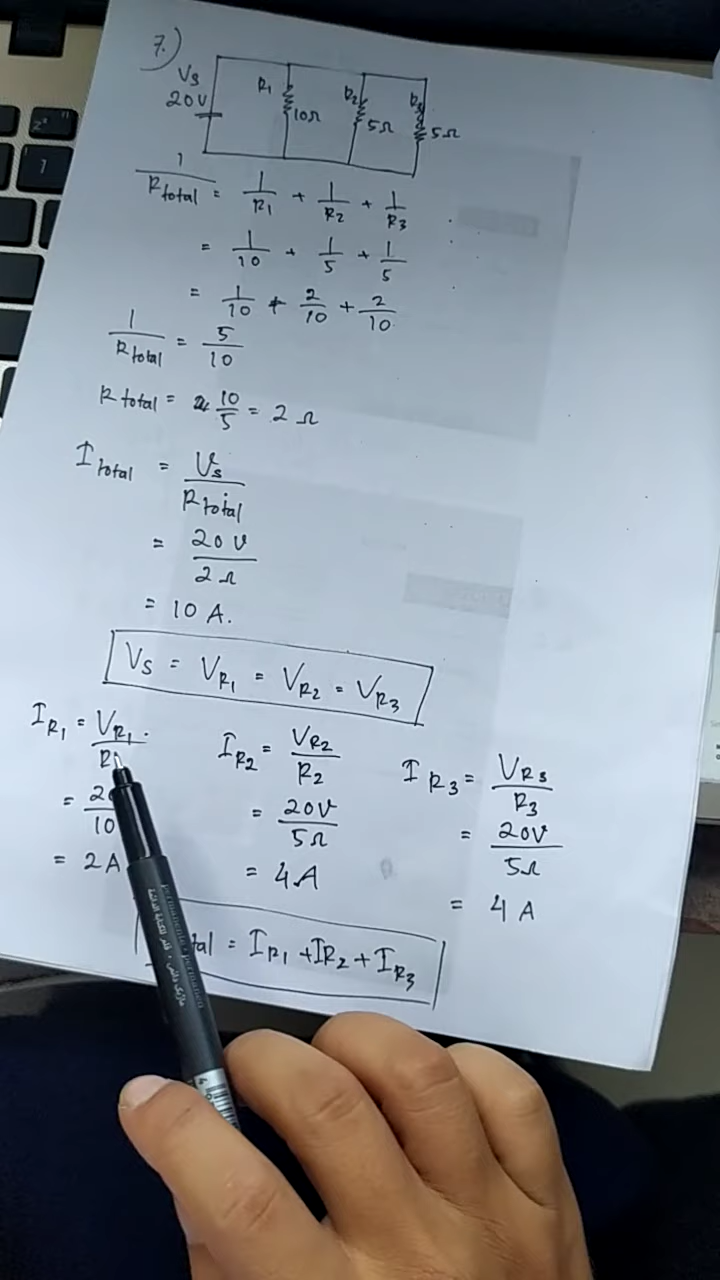 7.)
Vs
20V
R1
10Ω
R2
5Ω
R3
5Ω
1/Rtotal = 1/R1 + 1/R2 + 1/R3
= 1/10 + 1/5 + 1/5
= 1/10 + 2/10 + 2/10
1/Rtotal = 5/10
Rtotal = 10/5 = 2 Ω
Itotal = Vs/Rtotal
= 20V/2Ω
= 10 A.
Vs = VR1 = VR2 = VR3
IR1 = VR1/
= /10
= 2A
IR2 = VR2/R2
= 20V/5Ω
= 4A
IR3 = VR3/R3
= 20V/5Ω
= 4 A
tal = IR1 + IR2 + IR3